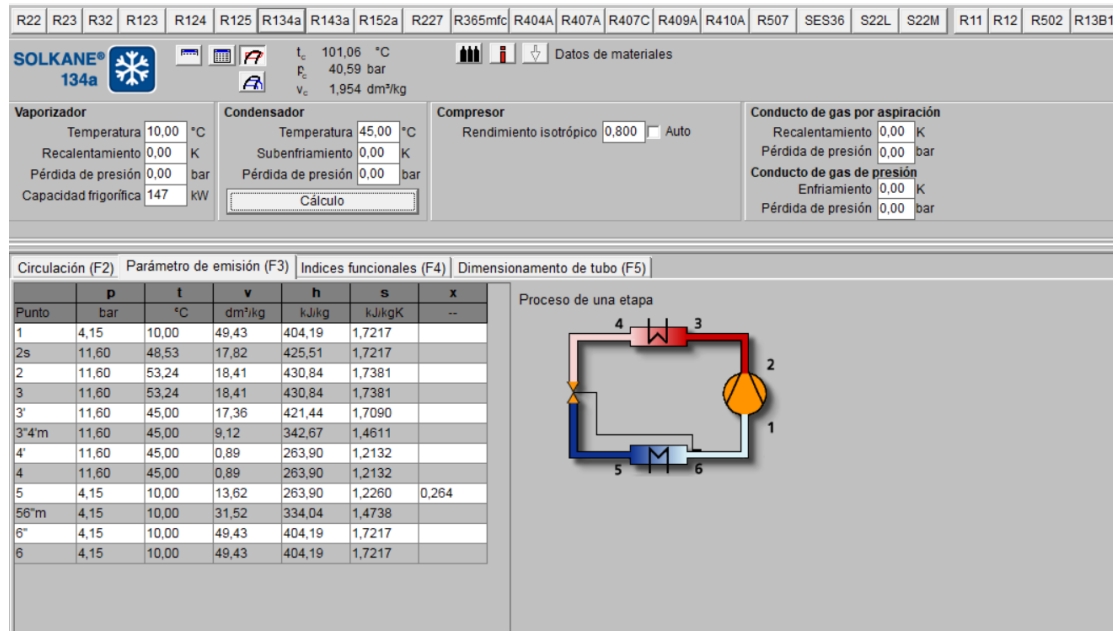 R22 R23 R32 R123 R124 R125 R134a R143a R152a R227 R365mfc R404A R407A R407C R409A R410A R507 SES36 S22L S22M R11 R12 R502 R13B1
SOLKANE®
134a
tc 101,06 °C
pc 40,59 bar
vc 1,954 dm³/kg
Datos de materiales
Vaporizador
Temperatura 10,00 °C
Recalentamiento 0,00 K
Pérdida de presión 0,00 bar
Capacidad frigorífica 147 kW
Condensador
Temperatura 45,00 °C
Subenfriamiento 0,00 K
Pérdida de presión 0,00 bar
Cálculo
Compresor
Rendimiento isotrópico 0,800 Auto
Conducto de gas por aspiración
Recalentamiento 0,00 K
Pérdida de presión 0,00 bar
Conducto de gas de presión
Enfriamiento 0,00 K
Pérdida de presión 0,00 bar
Circulación (F2) Parámetro de emisión (F3) Indices funcionales (F4) Dimensionamento de tubo (F5)
p t v h s x
Punto bar °C dm³/kg kJ/kg kJ/kgK --
1 4,15 10,00 49,43 404,19 1,7217
2s 11,60 48,53 17,82 425,51 1,7217
2 11,60 53,24 18,41 430,84 1,7381
3 11,60 53,24 18,41 430,84 1,7381
3' 11,60 45,00 17,36 421,44 1,7090
3"4'm 11,60 45,00 9,12 342,67 1,4611
4' 11,60 45,00 0,89 263,90 1,2132
4 11,60 45,00 0,89 263,90 1,2132
5 4,15 10,00 13,62 263,90 1,2260 0,264
56"m 4,15 10,00 31,52 334,04 1,4738
6" 4,15 10,00 49,43 404,19 1,7217
6 4,15 10,00 49,43 404,19 1,7217
Proceso de una etapa
4 3
2
1
5 6